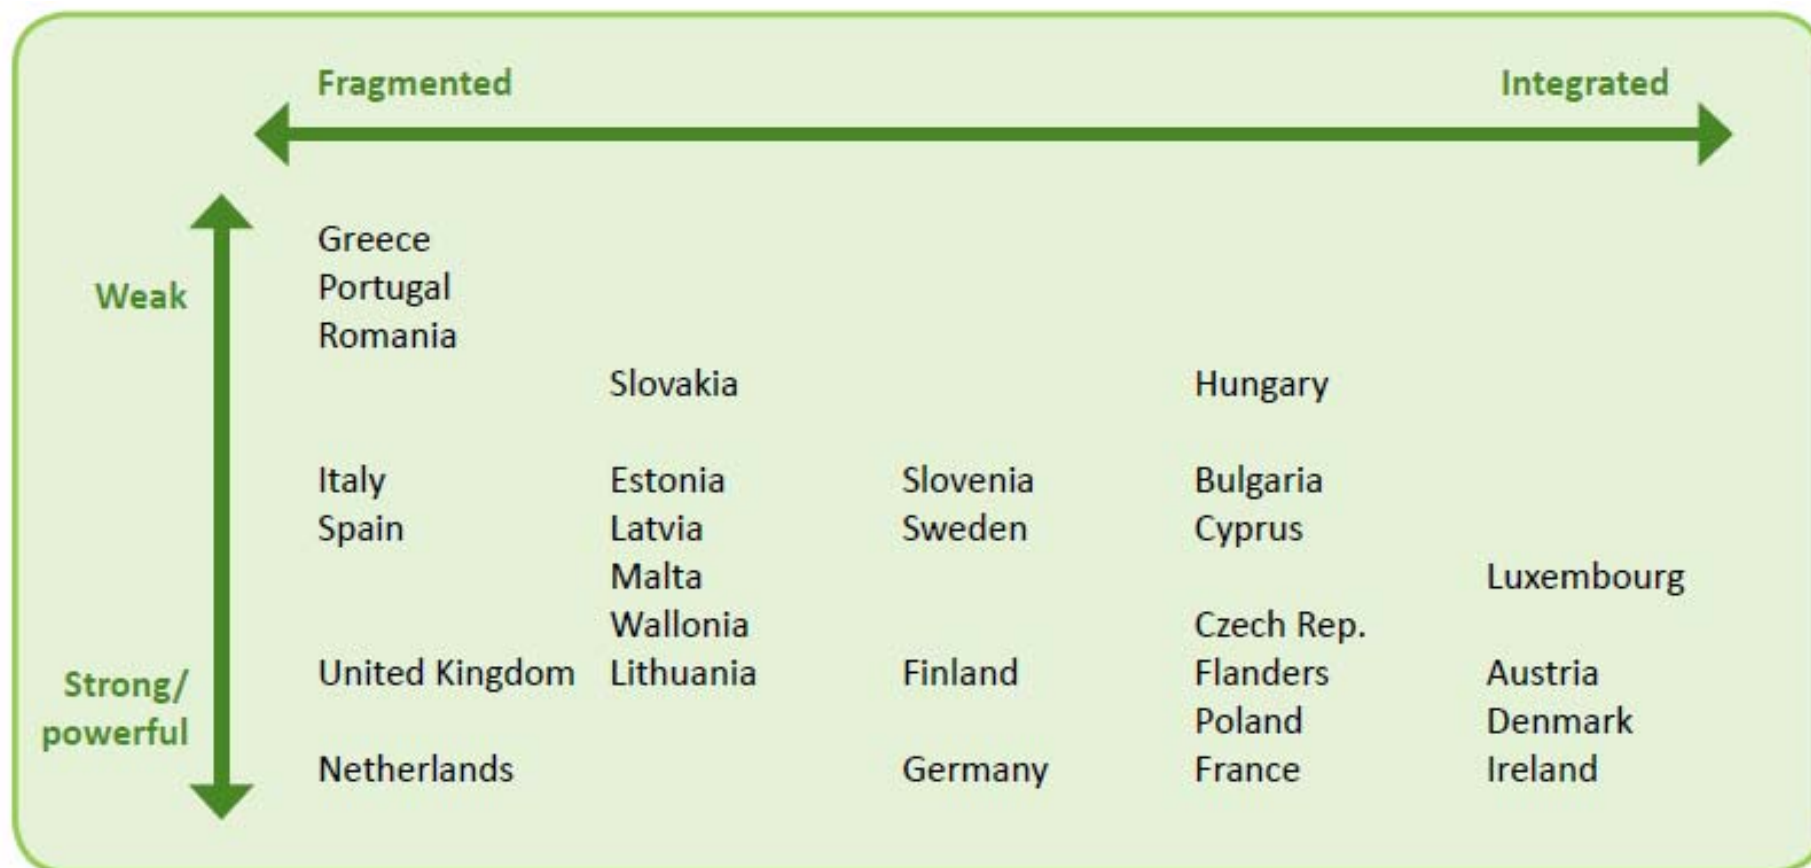 Fragmented Integrated
Greece
Weak Portugal
Romania
Slovakia Hungary
Italy Estonia Slovenia Bulgaria
Spain Latvia Sweden Cyprus
Malta Luxembourg
Wallonia Czech Rep.
Strong/
powerful
United Kingdom Lithuania Finland Flanders Austria
Poland Denmark
Netherlands Germany France Ireland